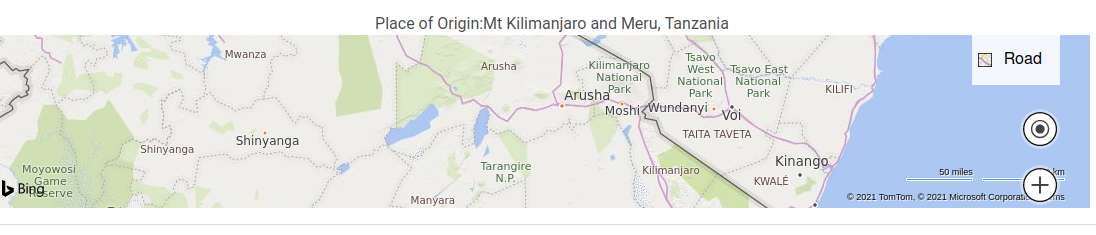 Place of Origin:Mt Kilimanjaro and Meru, Tanzania
Mwanza
Arusha
Kilimanjaro
National
Park
Tsavo
West
National
Park
Tsavo East
National
Park
Road
KILIFI
Arusha
Moshi
Wundanyi
Voi
TAITA TAVETA
Shinyanga
Shinyanga
Moyowosi
Game
Reserve
Bing
Tarangire
N.P.
Manyara
Kilimanjaro
Kinango
KWALE
50 miles
km
© 2021 TomTom, © 2021 Microsoft Corporati